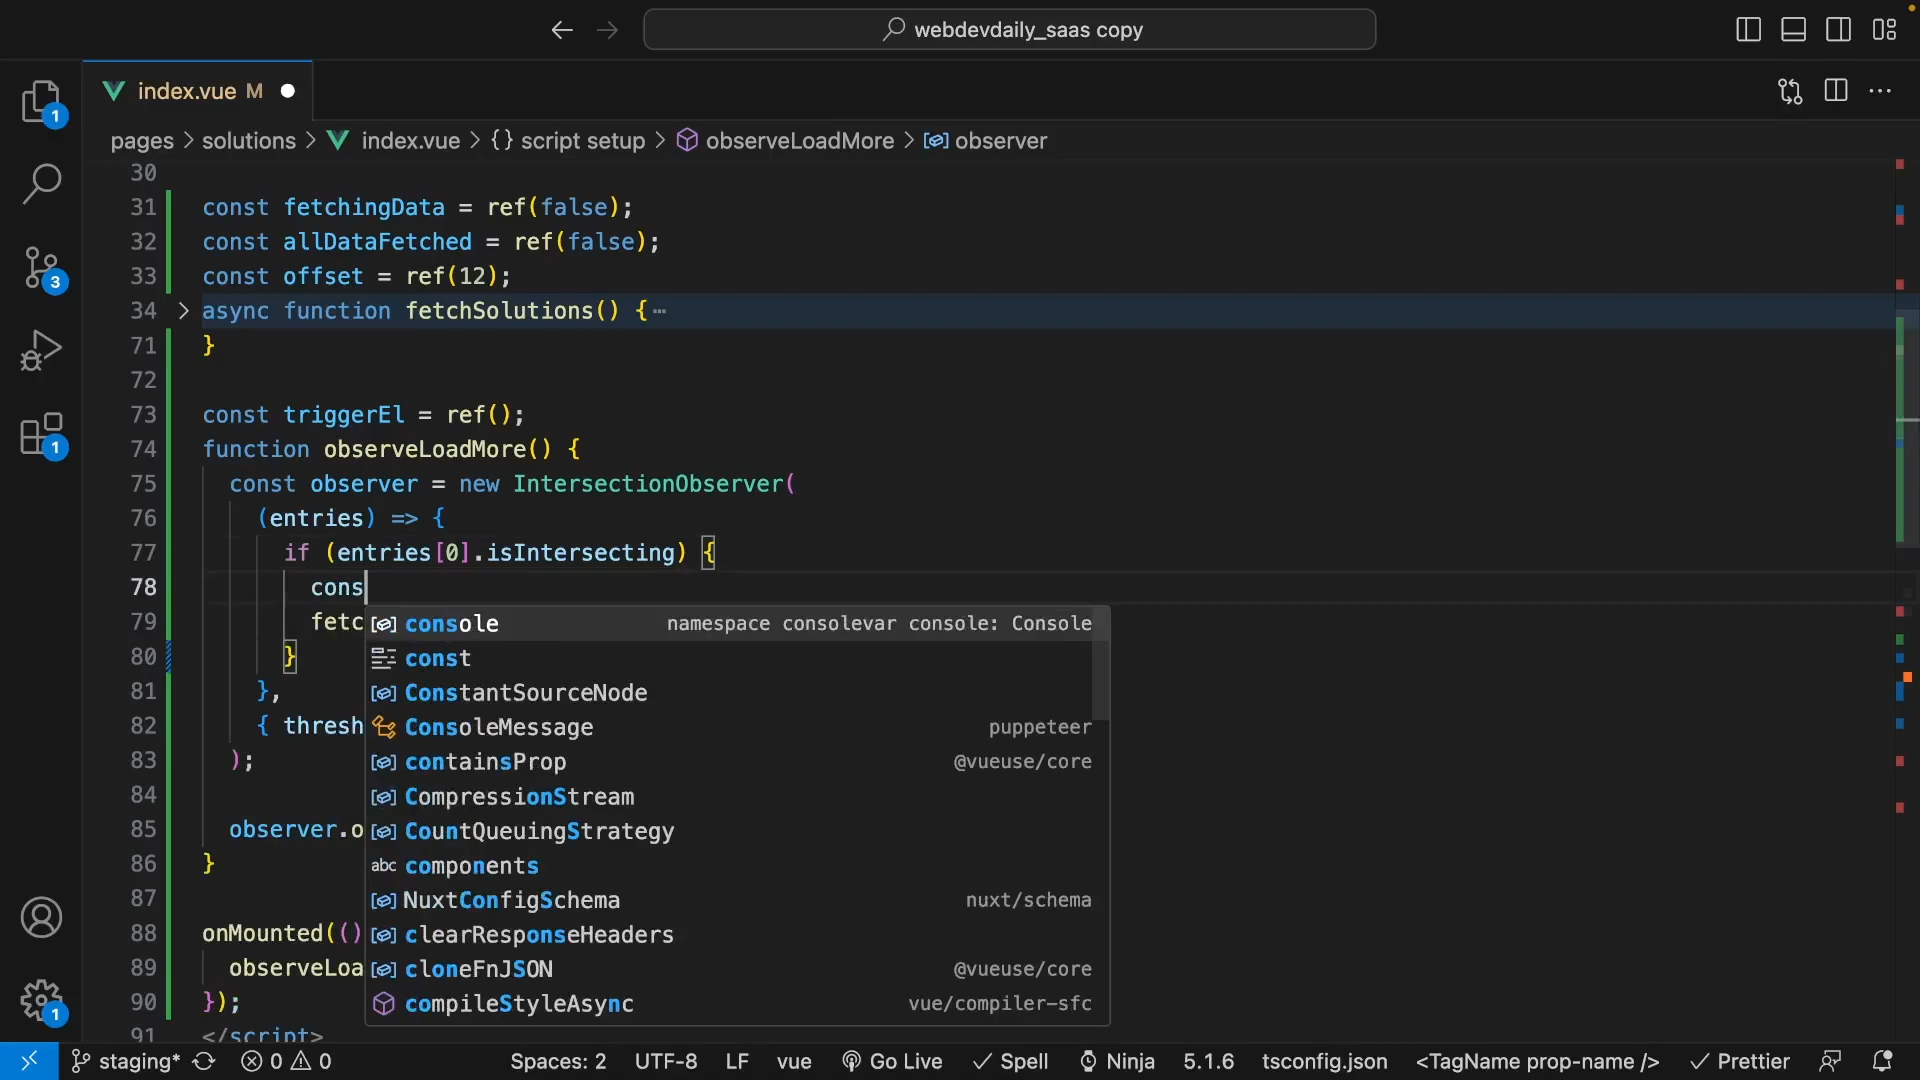 webdevdaily_saas copy
index.vue M
pages > solutions > index.vue > {} script setup > observeLoadMore > observer
30
31 const fetchingData = ref(false);
32 const allDataFetched = ref(false);
33 const offset = ref(12);
34 > async function fetchSolutions() {⋯
71 }
72
73 const triggerEl = ref();
74 function observeLoadMore() {
75 const observer = new IntersectionObserver(
76 (entries) => {
77 if (entries[0].isIntersecting) {
78 cons
79 fetc
80 }
81 },
82 { thresh
83 );
84
85 observer.o
86 }
87
88 onMounted(()
89 observeLoa
90 });
91 </script>
console namespace consolevar console: Console
const
ConstantSourceNode
ConsoleMessage puppeteer
containsProp @vueuse/core
CompressionStream
CountQueuingStrategy
abc components
NuxtConfigSchema nuxt/schema
clearResponseHeaders
cloneFnJSON @vueuse/core
compileStyleAsync vue/compiler-sfc
1
3
1
1
staging* 0 0 Spaces: 2 UTF-8 LF vue Go Live Spell Ninja 5.1.6 tsconfig.json <TagName prop-name /> Prettier